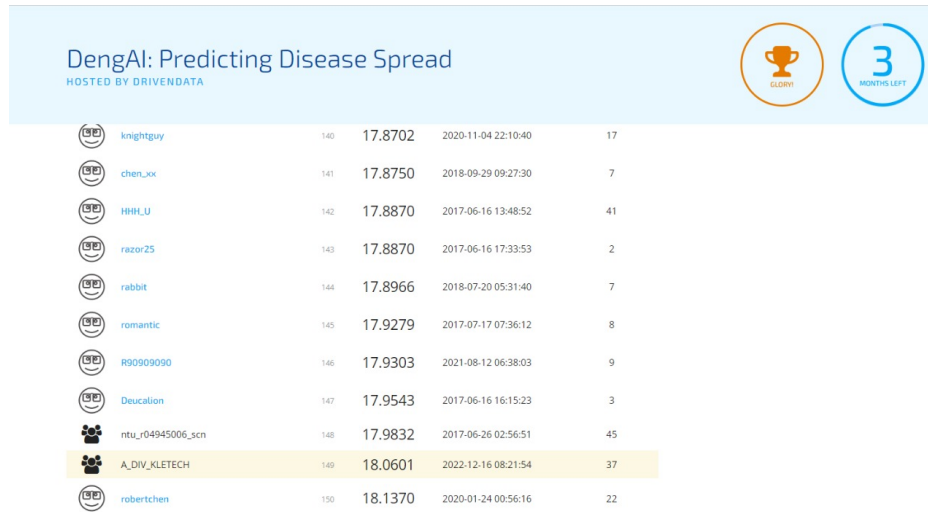 DengAI: Predicting Disease Spread
HOSTED BY DRIVENDATA
GLORY!
3
MONTHS LEFT
knightguy 140 17.8702 2020-11-04 22:10:40 17
chen_xx 141 17.8750 2018-09-29 09:27:30 7
HHH_U 142 17.8870 2017-06-16 13:48:52 41
razor25 143 17.8870 2017-06-16 17:33:53 2
rabbit 144 17.8966 2018-07-20 05:31:40 7
romantic 145 17.9279 2017-07-17 07:36:12 8
R90909090 146 17.9303 2021-08-12 06:38:03 9
Deucalion 147 17.9543 2017-06-16 16:15:23 3
ntu_r04945006_scn 148 17.9832 2017-06-26 02:56:51 45
A_DIV_KLETECH 149 18.0601 2022-12-16 08:21:54 37
robertchen 150 18.1370 2020-01-24 00:56:16 22